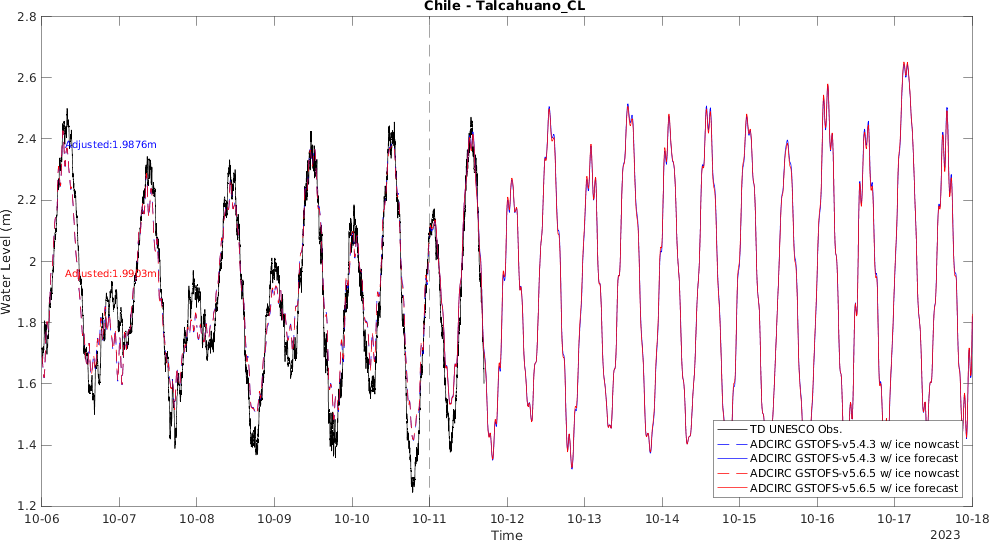 Chile - Talcahuano_CL
Water Level (m)
2.8
2.6
2.4
2.2
2
1.8
1.6
1.4
1.2
Adjusted:1.9876m
Adjusted:1.9903m
TD UNESCO Obs.
ADCIRC GSTOFS-v5.4.3 w/ ice nowcast
ADCIRC GSTOFS-v5.4.3 w/ ice forecast
ADCIRC GSTOFS-v5.6.5 w/ ice nowcast
ADCIRC GSTOFS-v5.6.5 w/ ice forecast
10-06 10-07 10-08 10-09 10-10 10-11 10-12 10-13 10-14 10-15 10-16 10-17 10-18
Time
2023